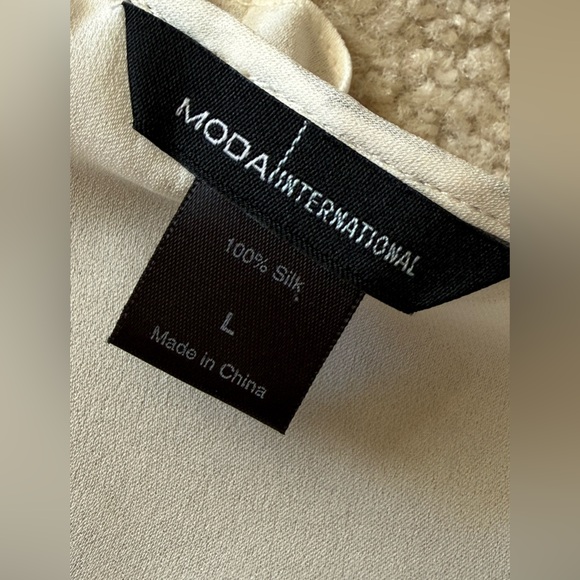 MODA INTERNATIONAL
100% Silk
L
Made in China